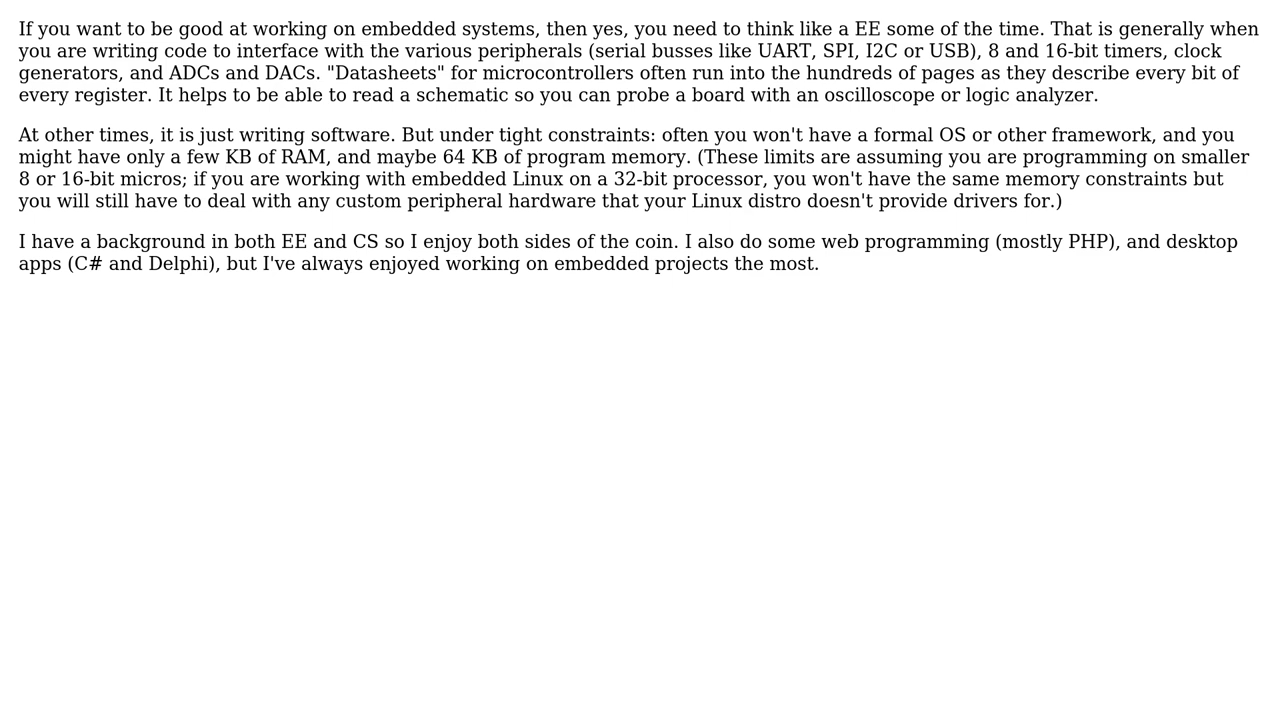 If you want to be good at working on embedded systems, then yes, you need to think like a EE some of the time. That is generally when
you are writing code to interface with the various peripherals (serial busses like UART, SPI, I2C or USB), 8 and 16-bit timers, clock
generators, and ADCs and DACs. "Datasheets" for microcontrollers often run into the hundreds of pages as they describe every bit of
every register. It helps to be able to read a schematic so you can probe a board with an oscilloscope or logic analyzer.
At other times, it is just writing software. But under tight constraints: often you won't have a formal OS or other framework, and you
might have only a few KB of RAM, and maybe 64 KB of program memory. (These limits are assuming you are programming on smaller
8 or 16-bit micros; if you are working with embedded Linux on a 32-bit processor, you won't have the same memory constraints but
you will still have to deal with any custom peripheral hardware that your Linux distro doesn't provide drivers for.)
I have a background in both EE and CS so I enjoy both sides of the coin. I also do some web programming (mostly PHP), and desktop
apps (C# and Delphi), but I've always enjoyed working on embedded projects the most.